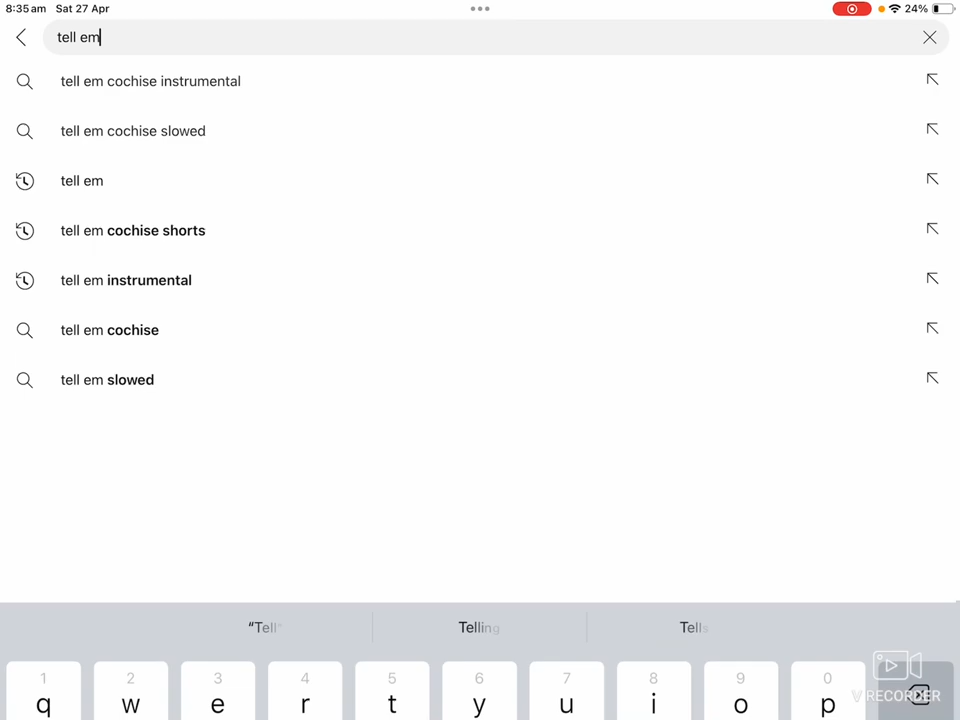 8:35 am Sat 27 Apr 24%
tell em
tell em cochise instrumental
tell em cochise slowed
tell em
tell em cochise shorts
tell em instrumental
tell em cochise
tell em slowed
“Tell” Telling Tells
1 2 3 4 5 6 7 8 9 0
q w e r t y u i o p
V RECORDER